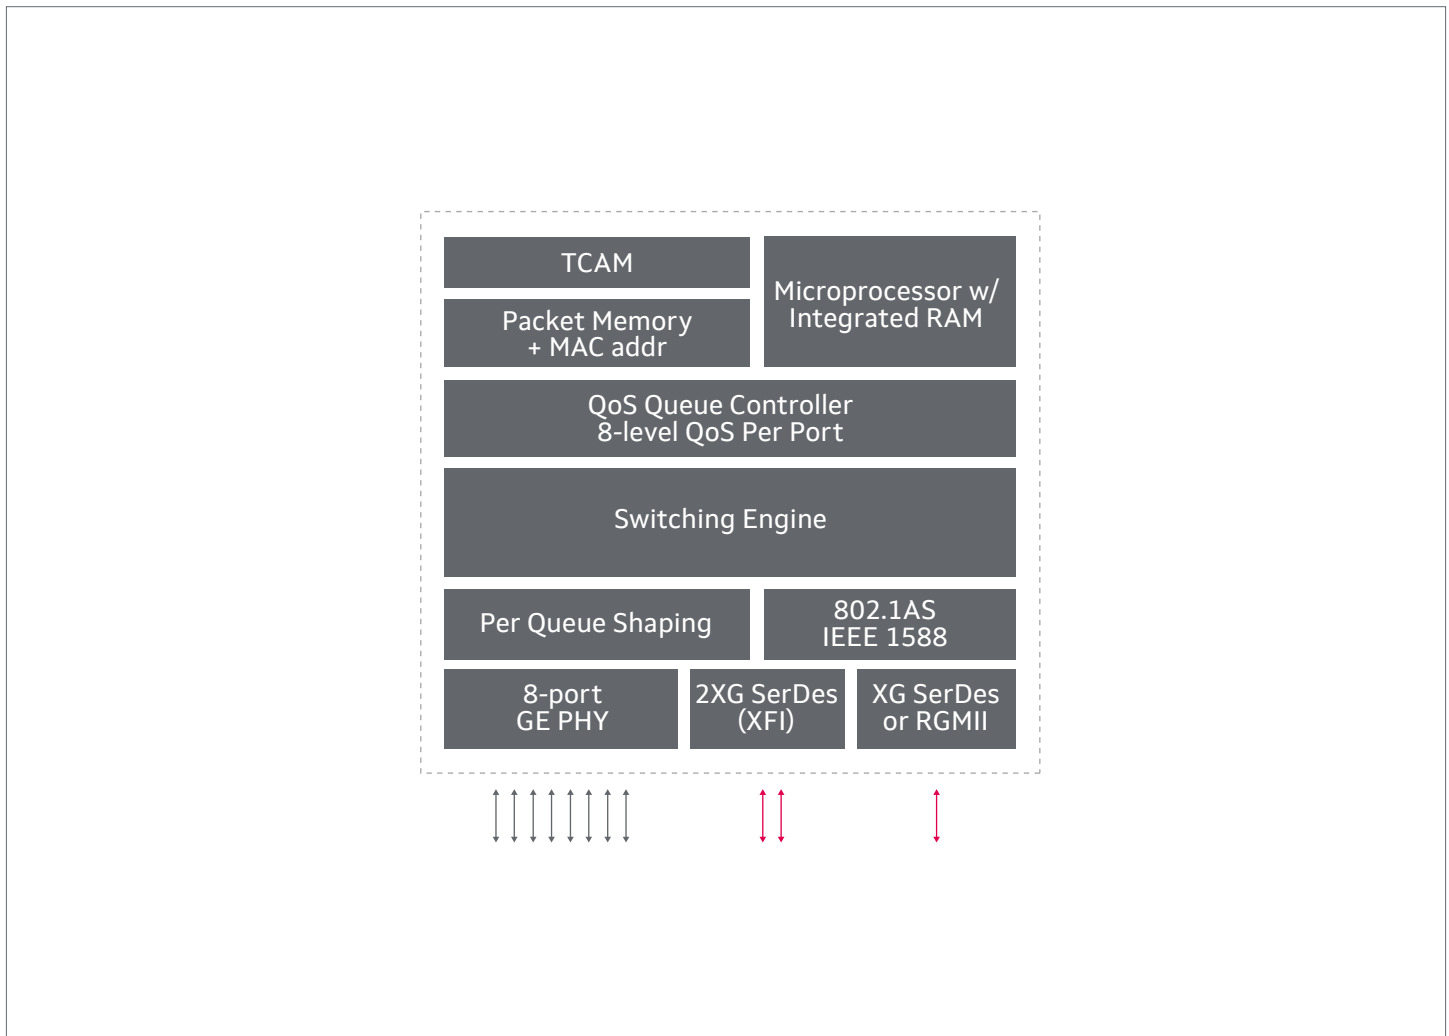 TCAM
Microprocessor w/
Integrated RAM
Packet Memory
+ MAC addr
QoS Queue Controller
8-level QoS Per Port
Switching Engine
Per Queue Shaping
802.1AS
IEEE 1588
8-port
GE PHY
2XG SerDes
(XFI)
XG SerDes
or RGMII